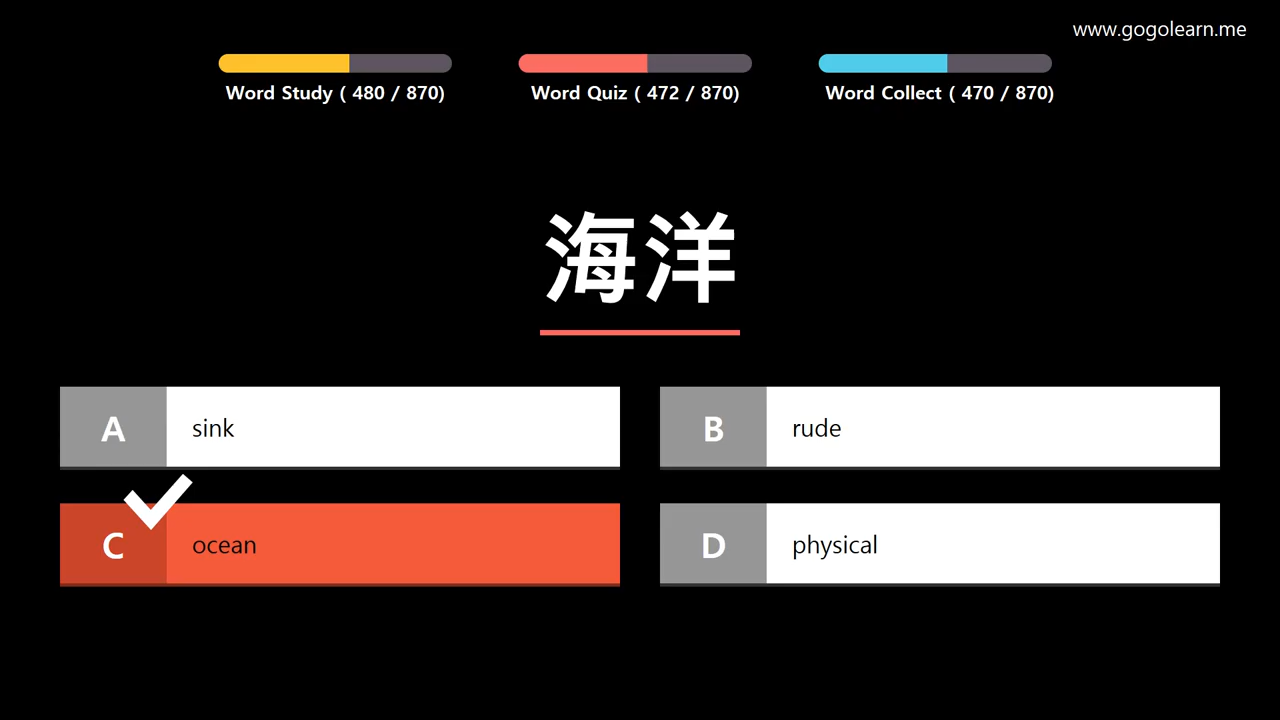 www.gogolearn.me
Word Study ( 480 / 870)
Word Quiz ( 472 / 870)
Word Collect ( 470 / 870)
海洋
A sink
B rude
C ocean
D physical